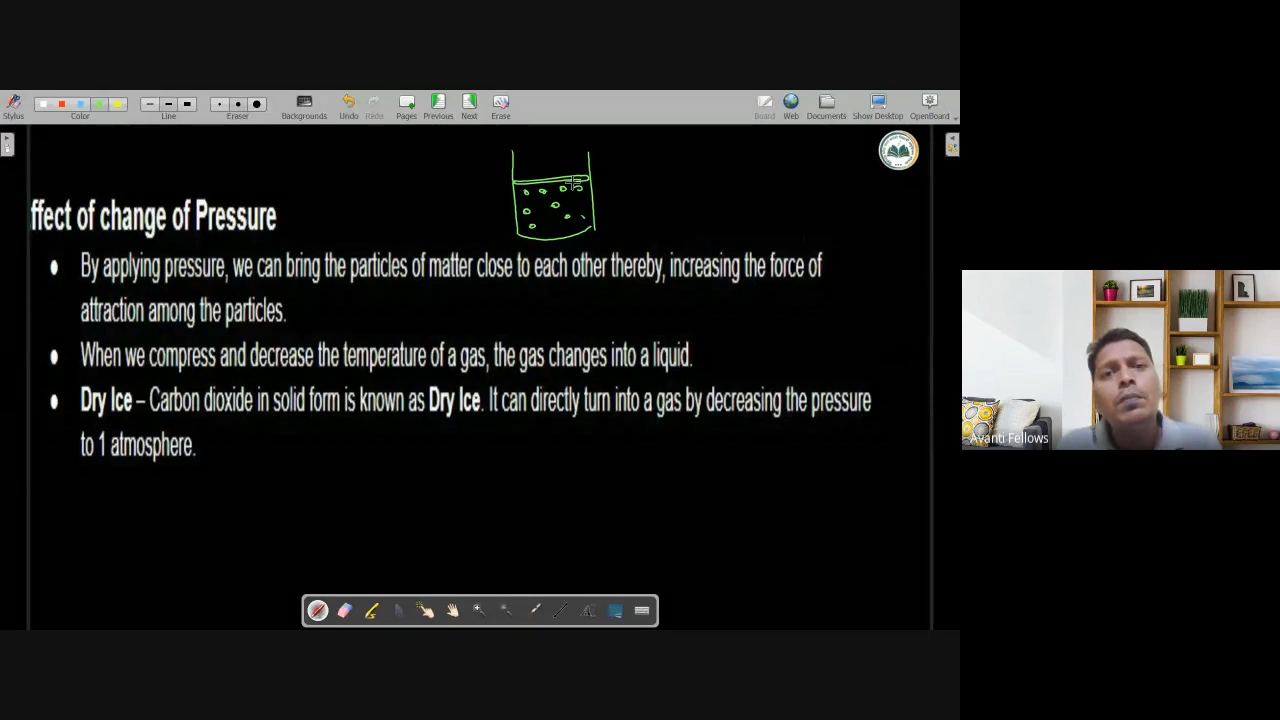 Stylus Color Line Eraser Backgrounds Undo Redo Pages Previous Next Erase Board Web Documents Show Desktop OpenBoard
ffect of change of Pressure
● By applying pressure, we can bring the particles of matter close to each other thereby, increasing the force of
attraction among the particles.
● When we compress and decrease the temperature of a gas, the gas changes into a liquid.
● Dry Ice – Carbon dioxide in solid form is known as Dry Ice. It can directly turn into a gas by decreasing the pressure
to 1 atmosphere.
Avanti Fellows